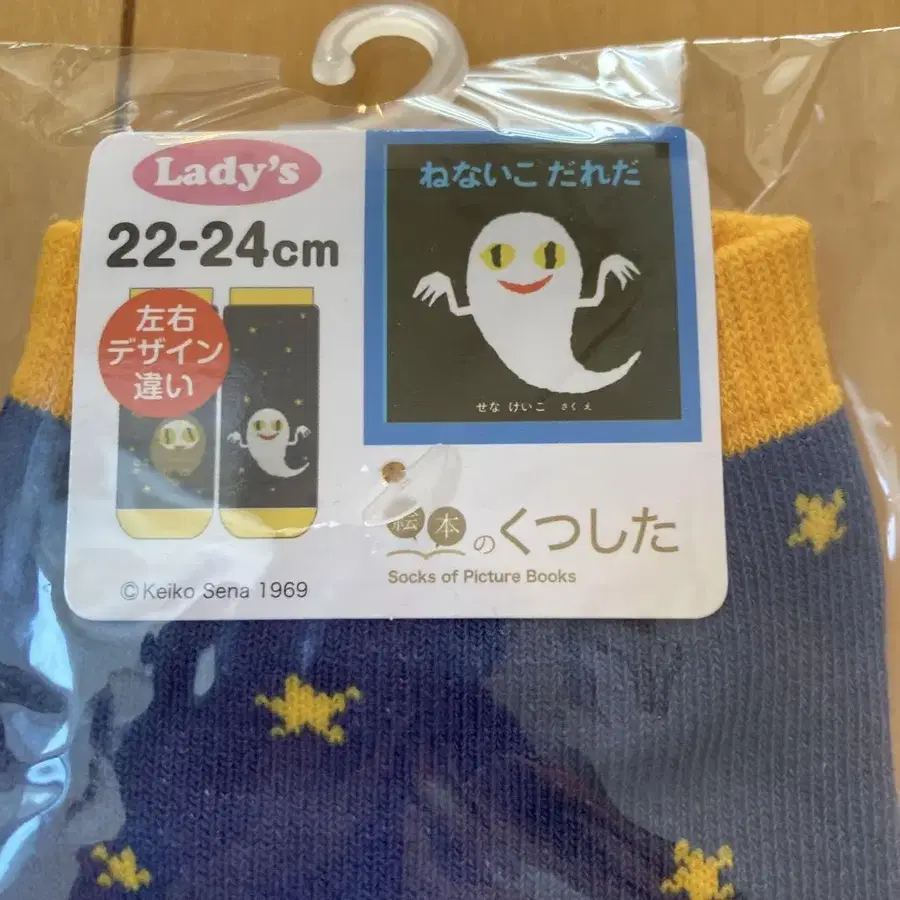 Lady's
22-24cm
左右
デザイン
違い
©Keiko Sena 1969
ねないこ だれだ
せな けいこ さく え
絵本のくつした
Socks of Picture Books